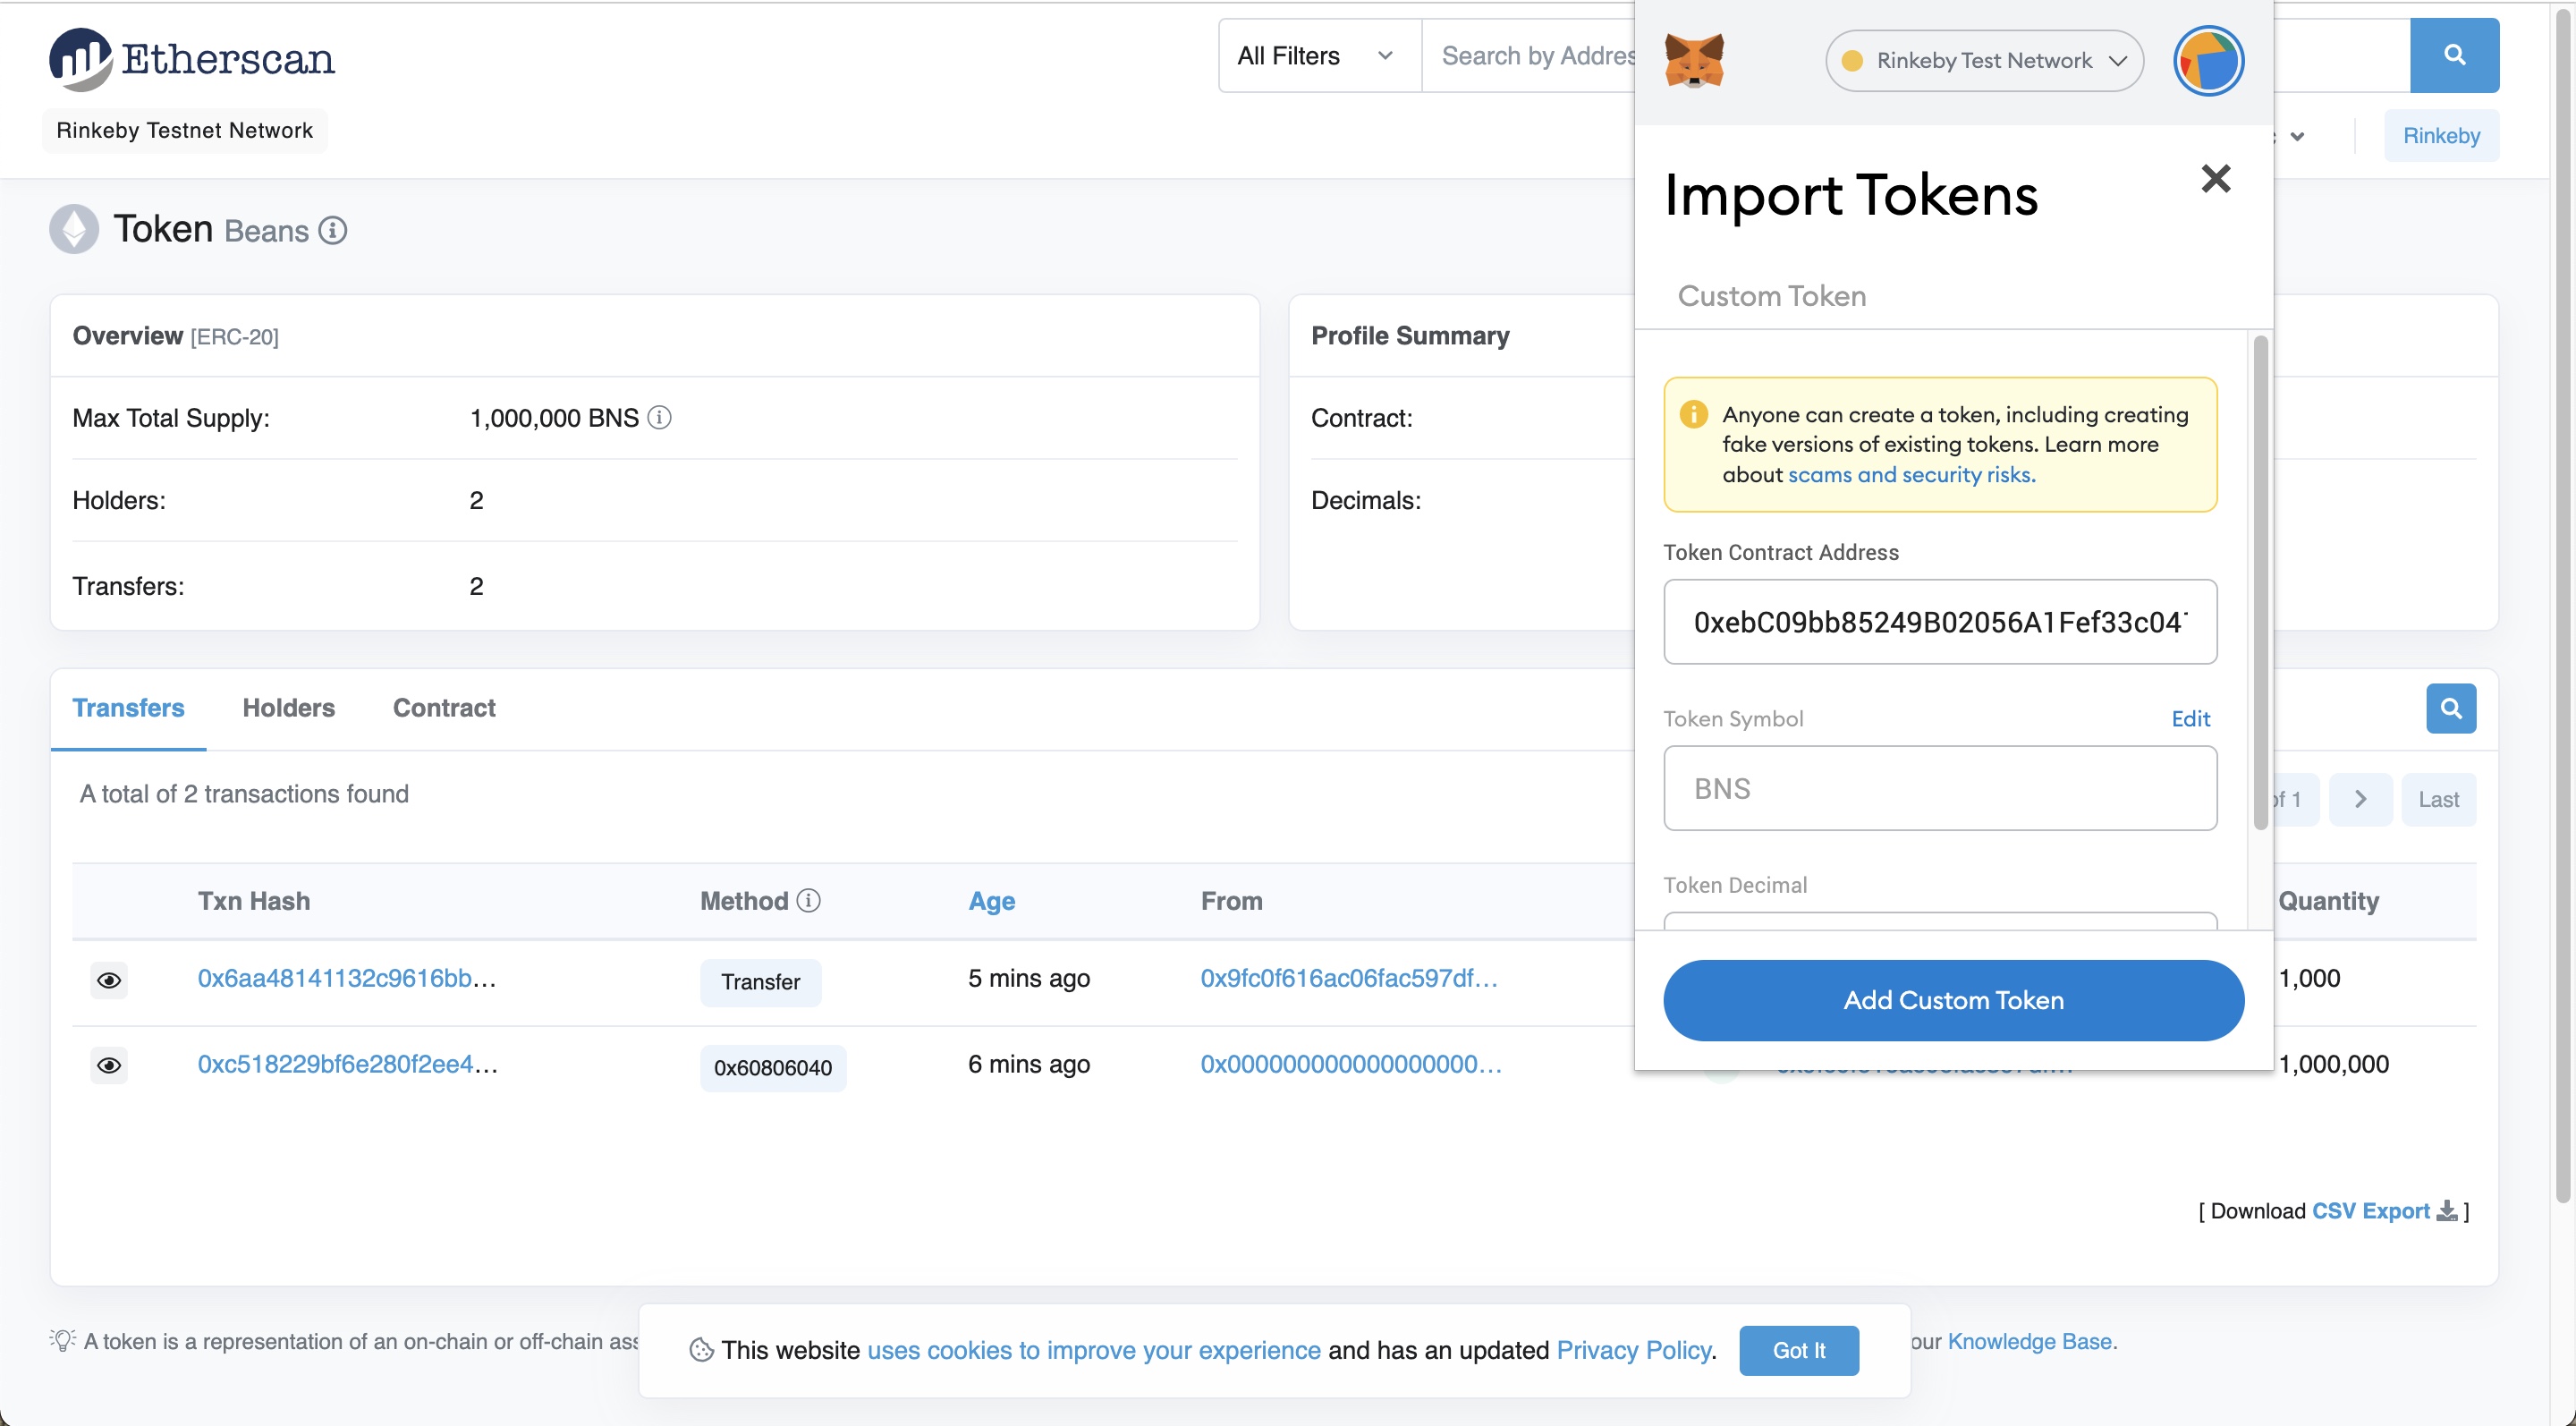 Etherscan
All Filters
Search by Addres
Rinkeby Testnet Network
Rinkeby
Token Beans
Overview [ERC-20]
Max Total Supply: 1,000,000 BNS
Holders: 2
Transfers: 2
Profile Summary
Contract:
Decimals:
Transfers Holders Contract
A total of 2 transactions found
of 1
Last
Txn Hash Method Age From Quantity
0x6aa48141132c9616bb... Transfer 5 mins ago 0x9fc0f616ac06fac597df... 1,000
0xc518229bf6e280f2ee4... 0x60806040 6 mins ago 0x000000000000000000... 1,000,000
[ Download CSV Export ]
A token is a representation of an on-chain or off-chain ass
our Knowledge Base.
This website uses cookies to improve your experience and has an updated Privacy Policy.
Got It
Rinkeby Test Network
Import Tokens
Custom Token
Anyone can create a token, including creating
fake versions of existing tokens. Learn more
about scams and security risks.
Token Contract Address
0xebC09bb85249B02056A1Fef33c04
Token Symbol Edit
BNS
Token Decimal
Add Custom Token